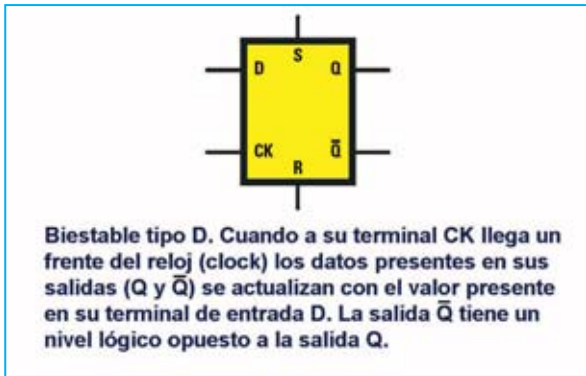 S
D Q
CK Q̄
R
Biestable tipo D. Cuando a su terminal CK llega un
frente del reloj (clock) los datos presentes en sus
salidas (Q y Q̄) se actualizan con el valor presente
en su terminal de entrada D. La salida Q̄ tiene un
nivel lógico opuesto a la salida Q.